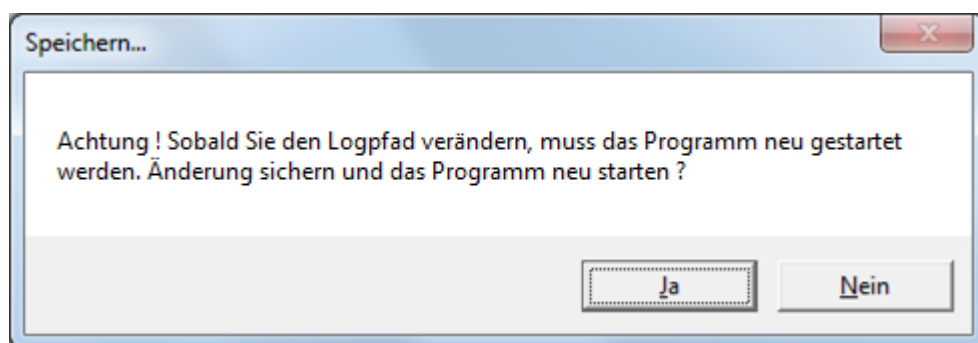 Speichern...
Achtung ! Sobald Sie den Logpfad verändern, muss das Programm neu gestartet
werden. Änderung sichern und das Programm neu starten ?
Ja
Nein